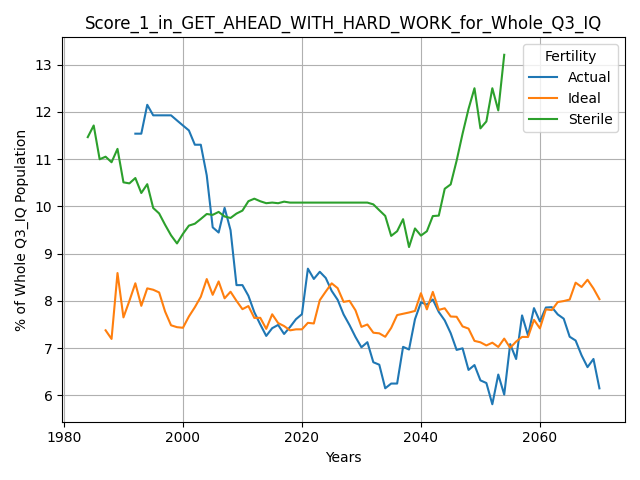 Score_1_in_GET_AHEAD_WITH_HARD_WORK_for_Whole_Q3_IQ
Fertility
Actual
Ideal
Sterile
% of Whole Q3_IQ Population
13
12
11
10
9
8
7
6
1980
2000
2020
2040
2060
Years